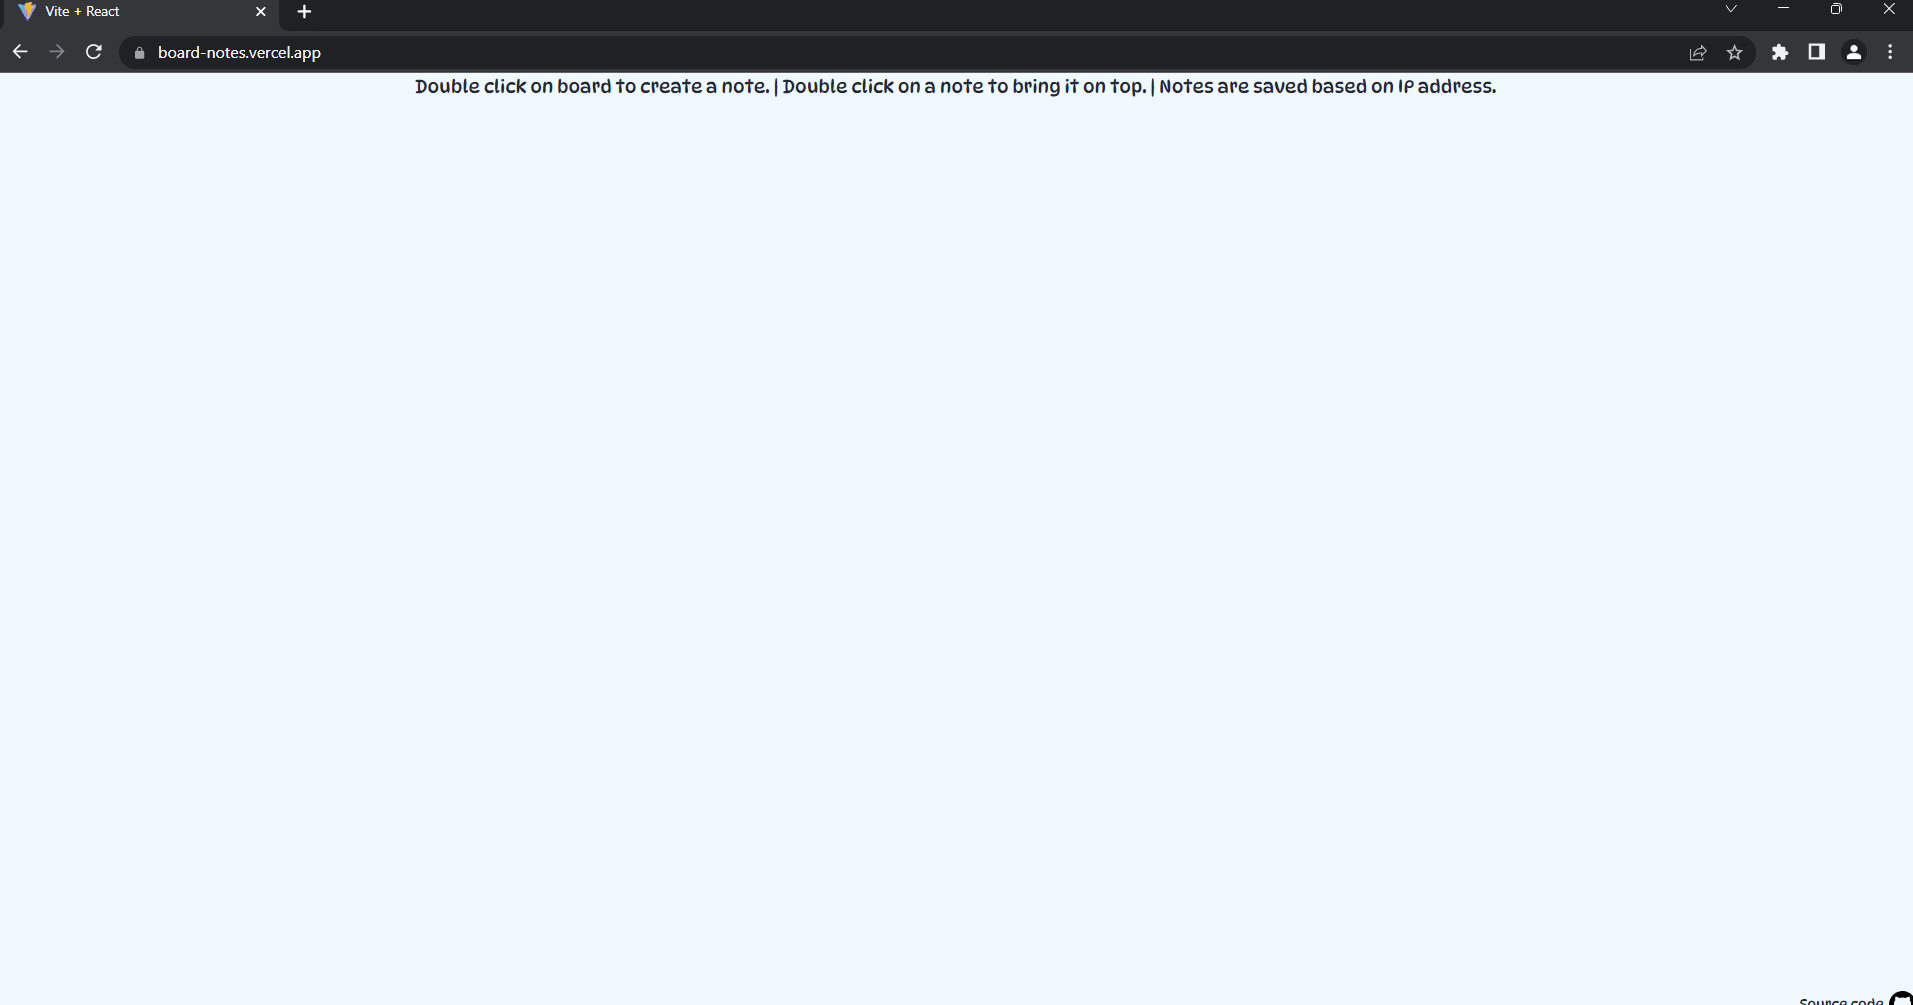 Vite + React
board-notes.vercel.app
Double click on board to create a note. | Double click on a note to bring it on top. | Notes are saved based on IP address.
Source code